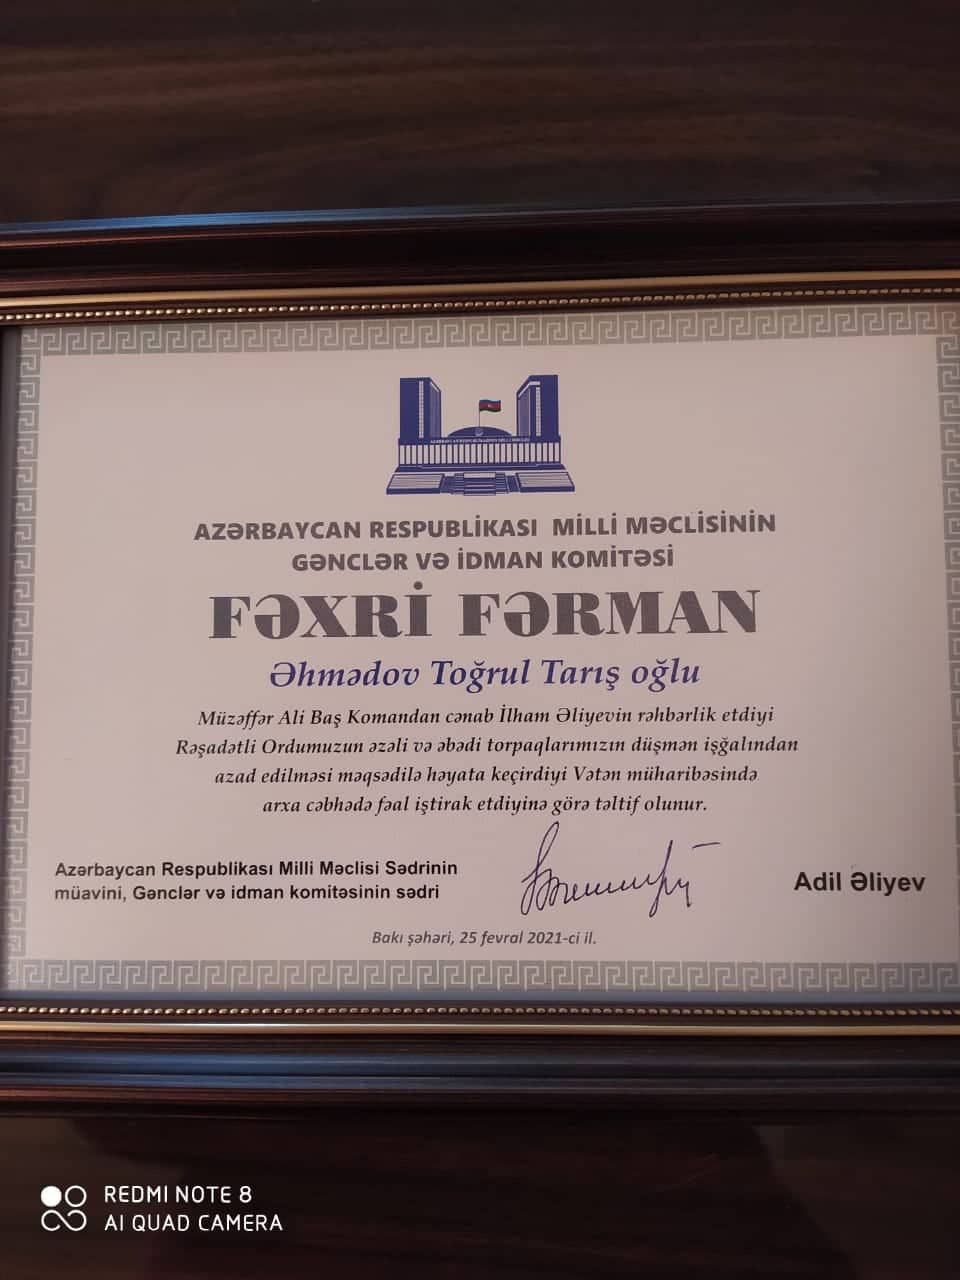 AZƏRBAYCAN RESPUBLİKASI MİLLİ MƏCLİSİNİN
GƏNCLƏR VƏ İDMAN KOMİTƏSİ
FƏXRİ FƏRMAN
Əhmədov Toğrul Tarış oğlu
Müzəffər Ali Baş Komandan cənab İlham Əliyevin rəhbərlik etdiyi
Rəşadətli Ordumuzun əzəli və əbədi torpaqlarımızın düşmən işğalından
azad edilməsi məqsədilə həyata keçirdiyi Vətən müharibəsində
arxa cəbhədə fəal iştirak etdiyinə görə təltif olunur.
Azərbaycan Respublikası Milli Məclisi Sədrinin
müavini, Gənclər və idman komitəsinin sədri
Adil Əliyev
Bakı şəhəri, 25 fevral 2021-ci il.
REDMI NOTE 8
AI QUAD CAMERA